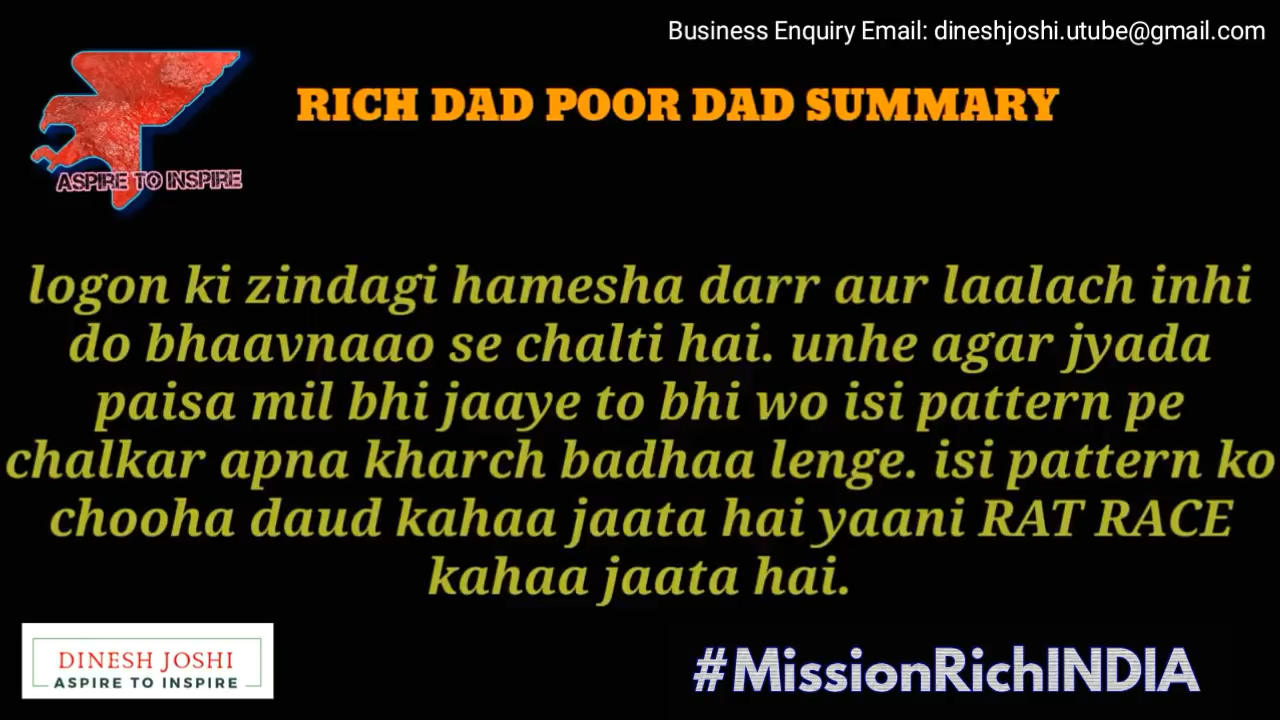 Business Enquiry Email: dineshjoshi.utube@gmail.com
RICH DAD POOR DAD SUMMARY
ASPIRE TO INSPIRE
logon ki zindagi hamesha darr aur laalach inhi
do bhaavnaao se chalti hai. unhe agar jyada
paisa mil bhi jaaye to bhi wo isi pattern pe
chalkar apna kharch badhaa lenge. isi pattern ko
chooha daud kahaa jaata hai yaani RAT RACE
kahaa jaata hai.
DINESH JOSHI
ASPIRE TO INSPIRE
#MissionRichINDIA